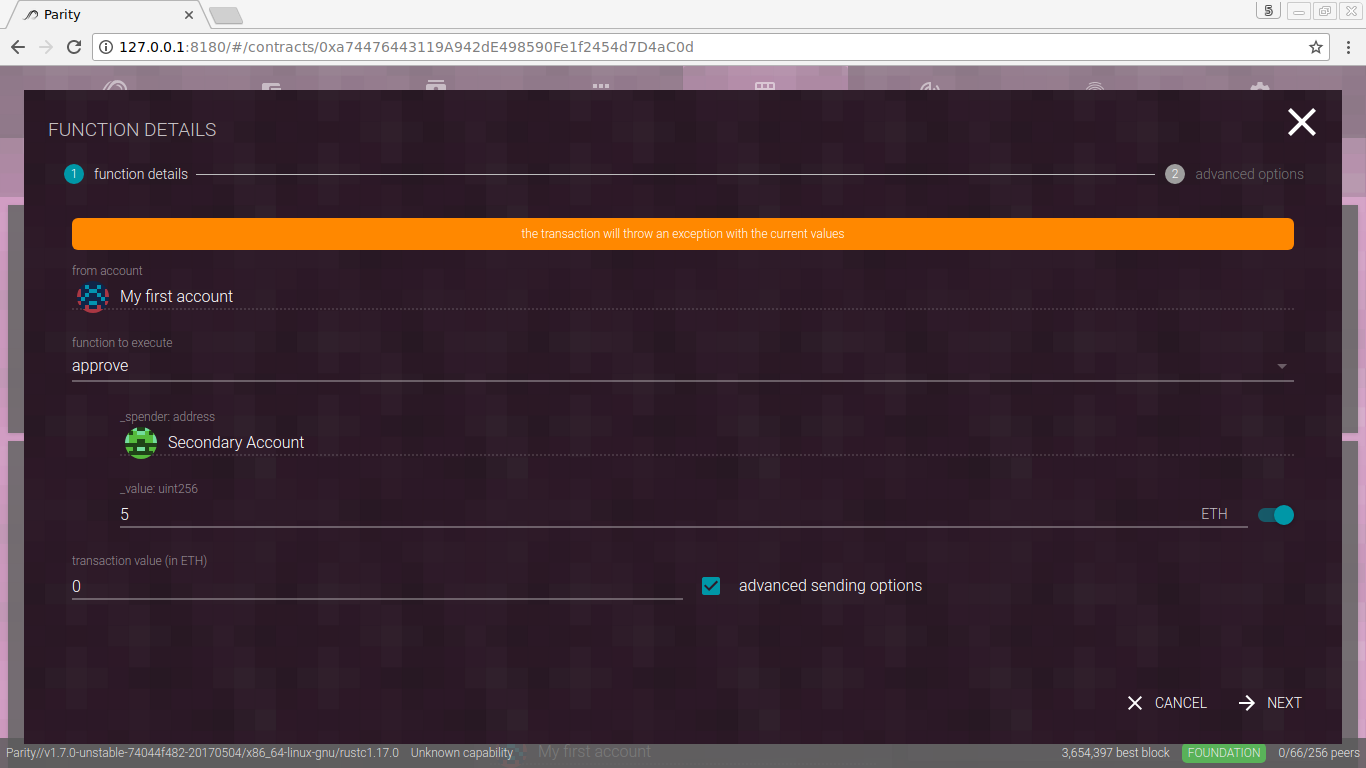 Parity
5
127.0.0.1:8180/#/contracts/0xa74476443119A942dE498590Fe1f2454d7D4aC0d
FUNCTION DETAILS
1 function details
2 advanced options
the transaction will throw an exception with the current values
from account
My first account
function to execute
approve
_spender: address
Secondary Account
_value: uint256
5 ETH
transaction value (in ETH)
0
advanced sending options
CANCEL NEXT
Parity//v1.7.0-unstable-74044f482-20170504/x86_64-linux-gnu/rustc1.17.0 Unknown capability My first account 3,654,397 best block FOUNDATION 0/66/256 peers